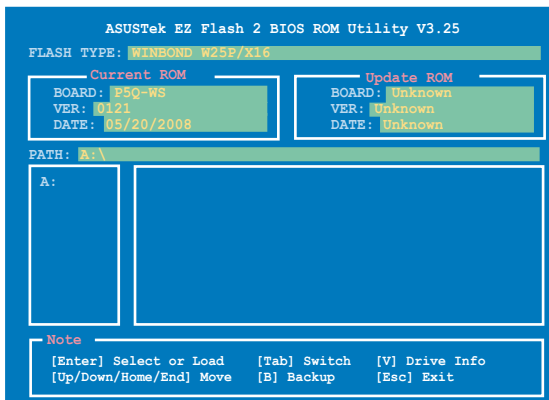 ASUSTek EZ Flash 2 BIOS ROM Utility V3.25
FLASH TYPE: WINBOND W25P/X16
Current ROM
BOARD: P5Q-WS
VER: 0121
DATE: 05/20/2008
Update ROM
BOARD: Unknown
VER: Unknown
DATE: Unknown
PATH: A:\
A:
Note
[Enter] Select or Load [Tab] Switch [V] Drive Info
[Up/Down/Home/End] Move [B] Backup [Esc] Exit